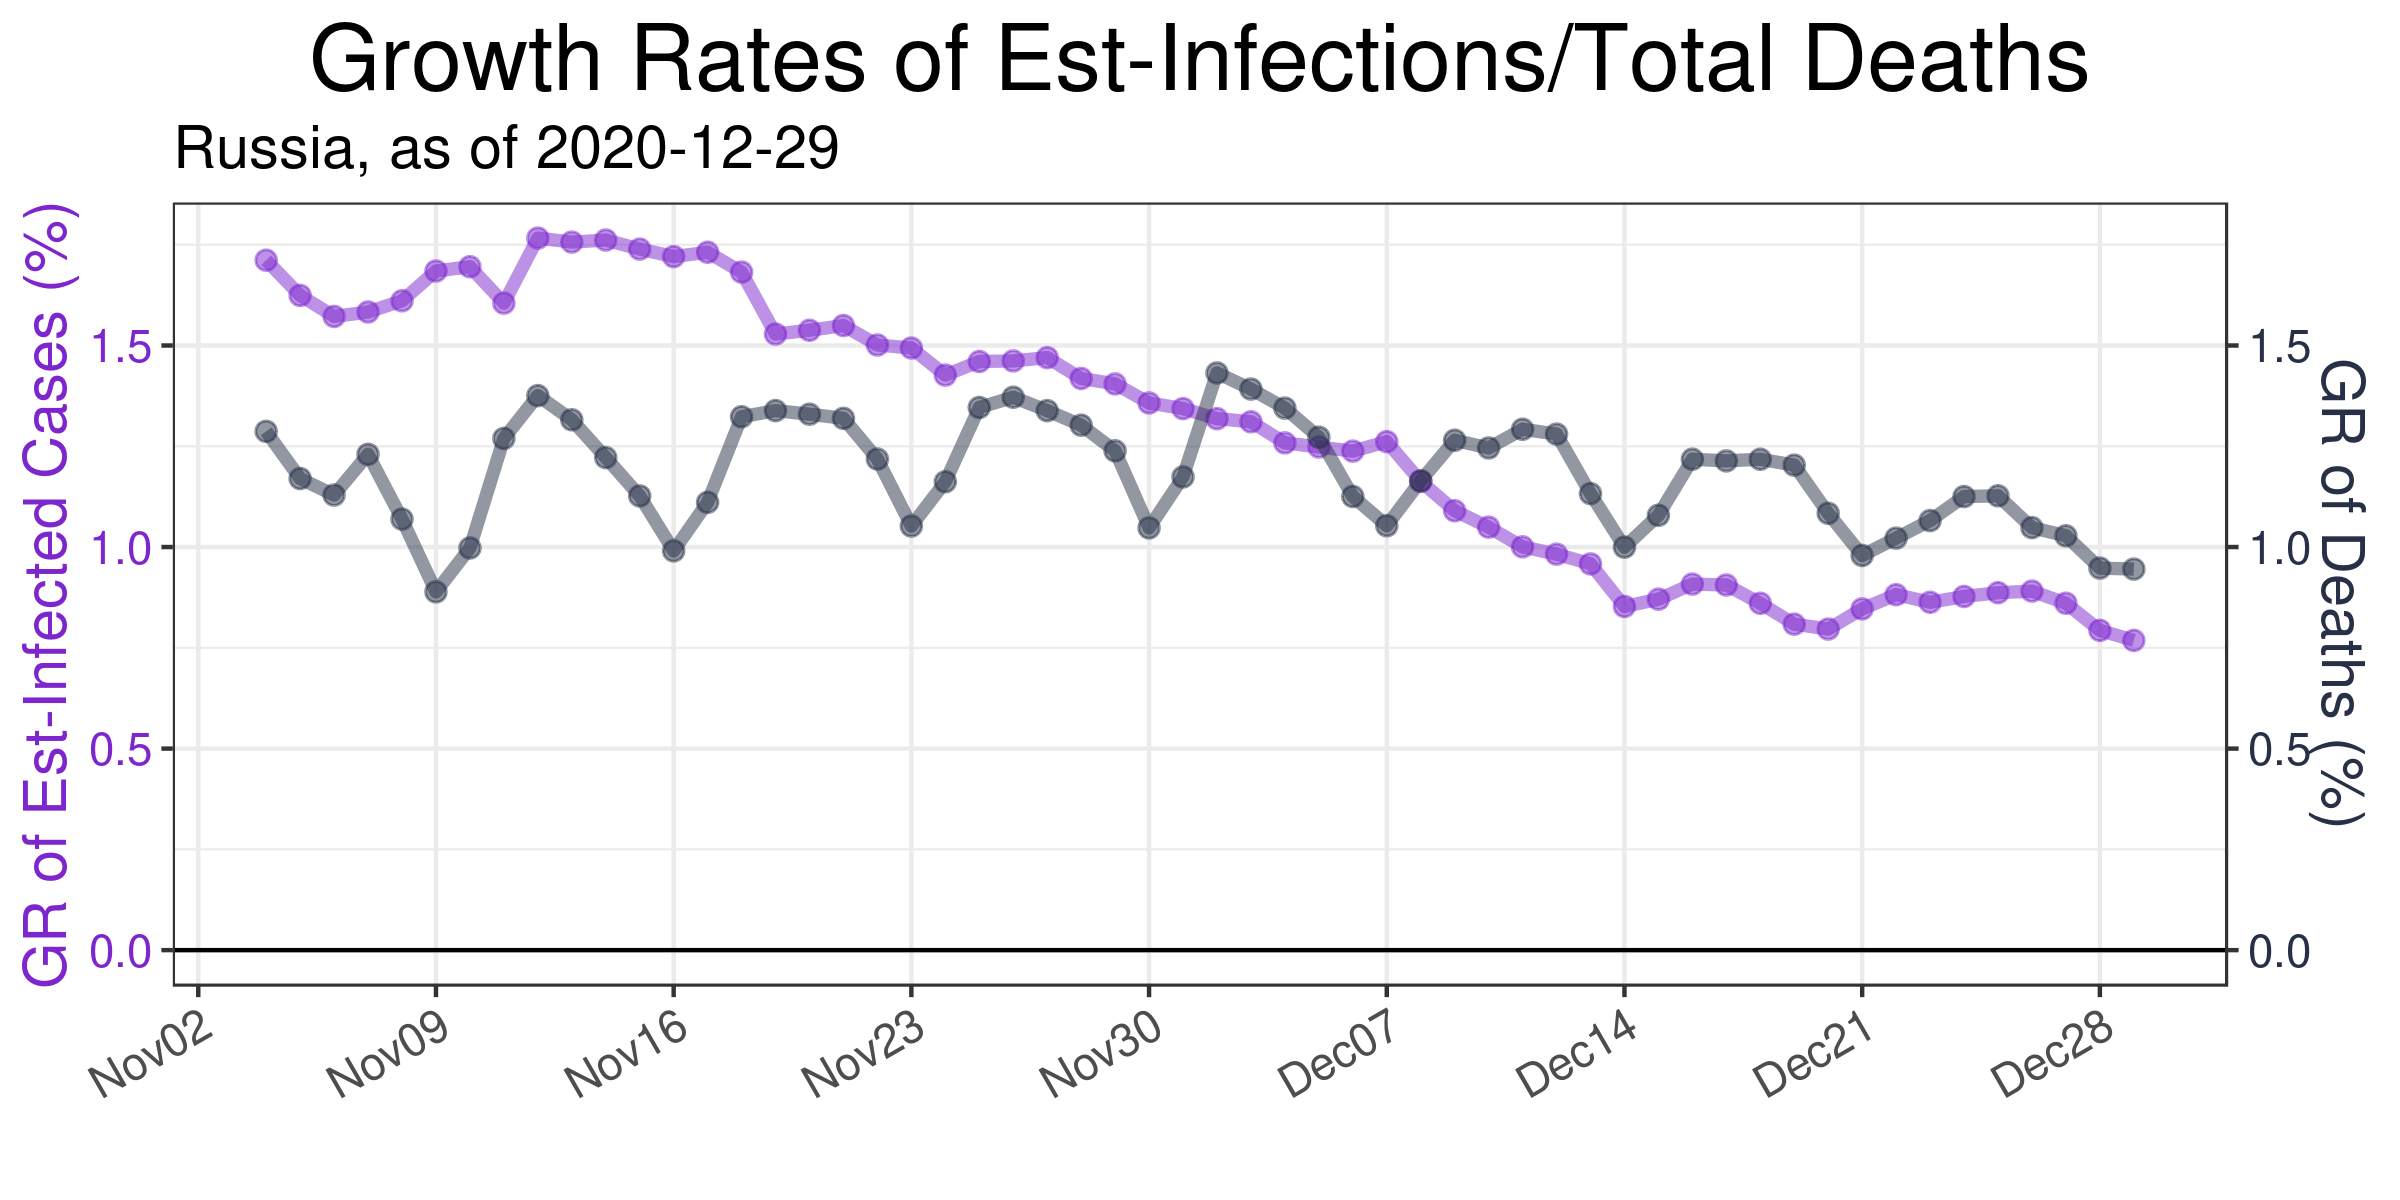 Growth Rates of Est-Infections/Total Deaths
Russia, as of 2020-12-29
GR of Est-Infected Cases (%)
1.5
1.0
0.5
0.0
1.5
1.0
0.5
0.0
GR of Deaths (%)
Nov02
Nov09
Nov16
Nov23
Nov30
Dec07
Dec14
Dec21
Dec28